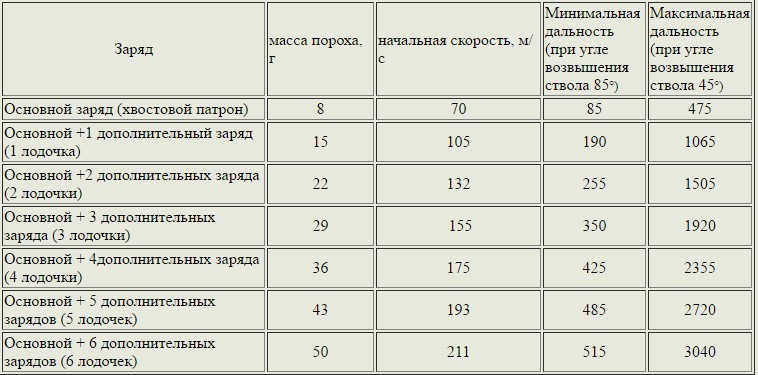 Заряд
масса пороха,
г
начальная скорость, м/
с
Минимальная
дальность
(при угле
возвышения
ствола 85°)
Максимальная
дальность
(при угле
возвышения
ствола 45°)
Основной заряд (хвостовой патрон) 8 70 85 475
Основной +1 дополнительный заряд
(1 лодочка) 15 105 190 1065
Основной +2 дополнительных заряда
(2 лодочки) 22 132 255 1505
Основной + 3 дополнительных
заряда (3 лодочки) 29 155 350 1920
Основной + 4дополнительных заряда
(4 лодочки) 36 175 425 2355
Основной + 5 дополнительных
зарядов (5 лодочек) 43 193 485 2720
Основной + 6 дополнительных
зарядов (6 лодочек) 50 211 515 3040